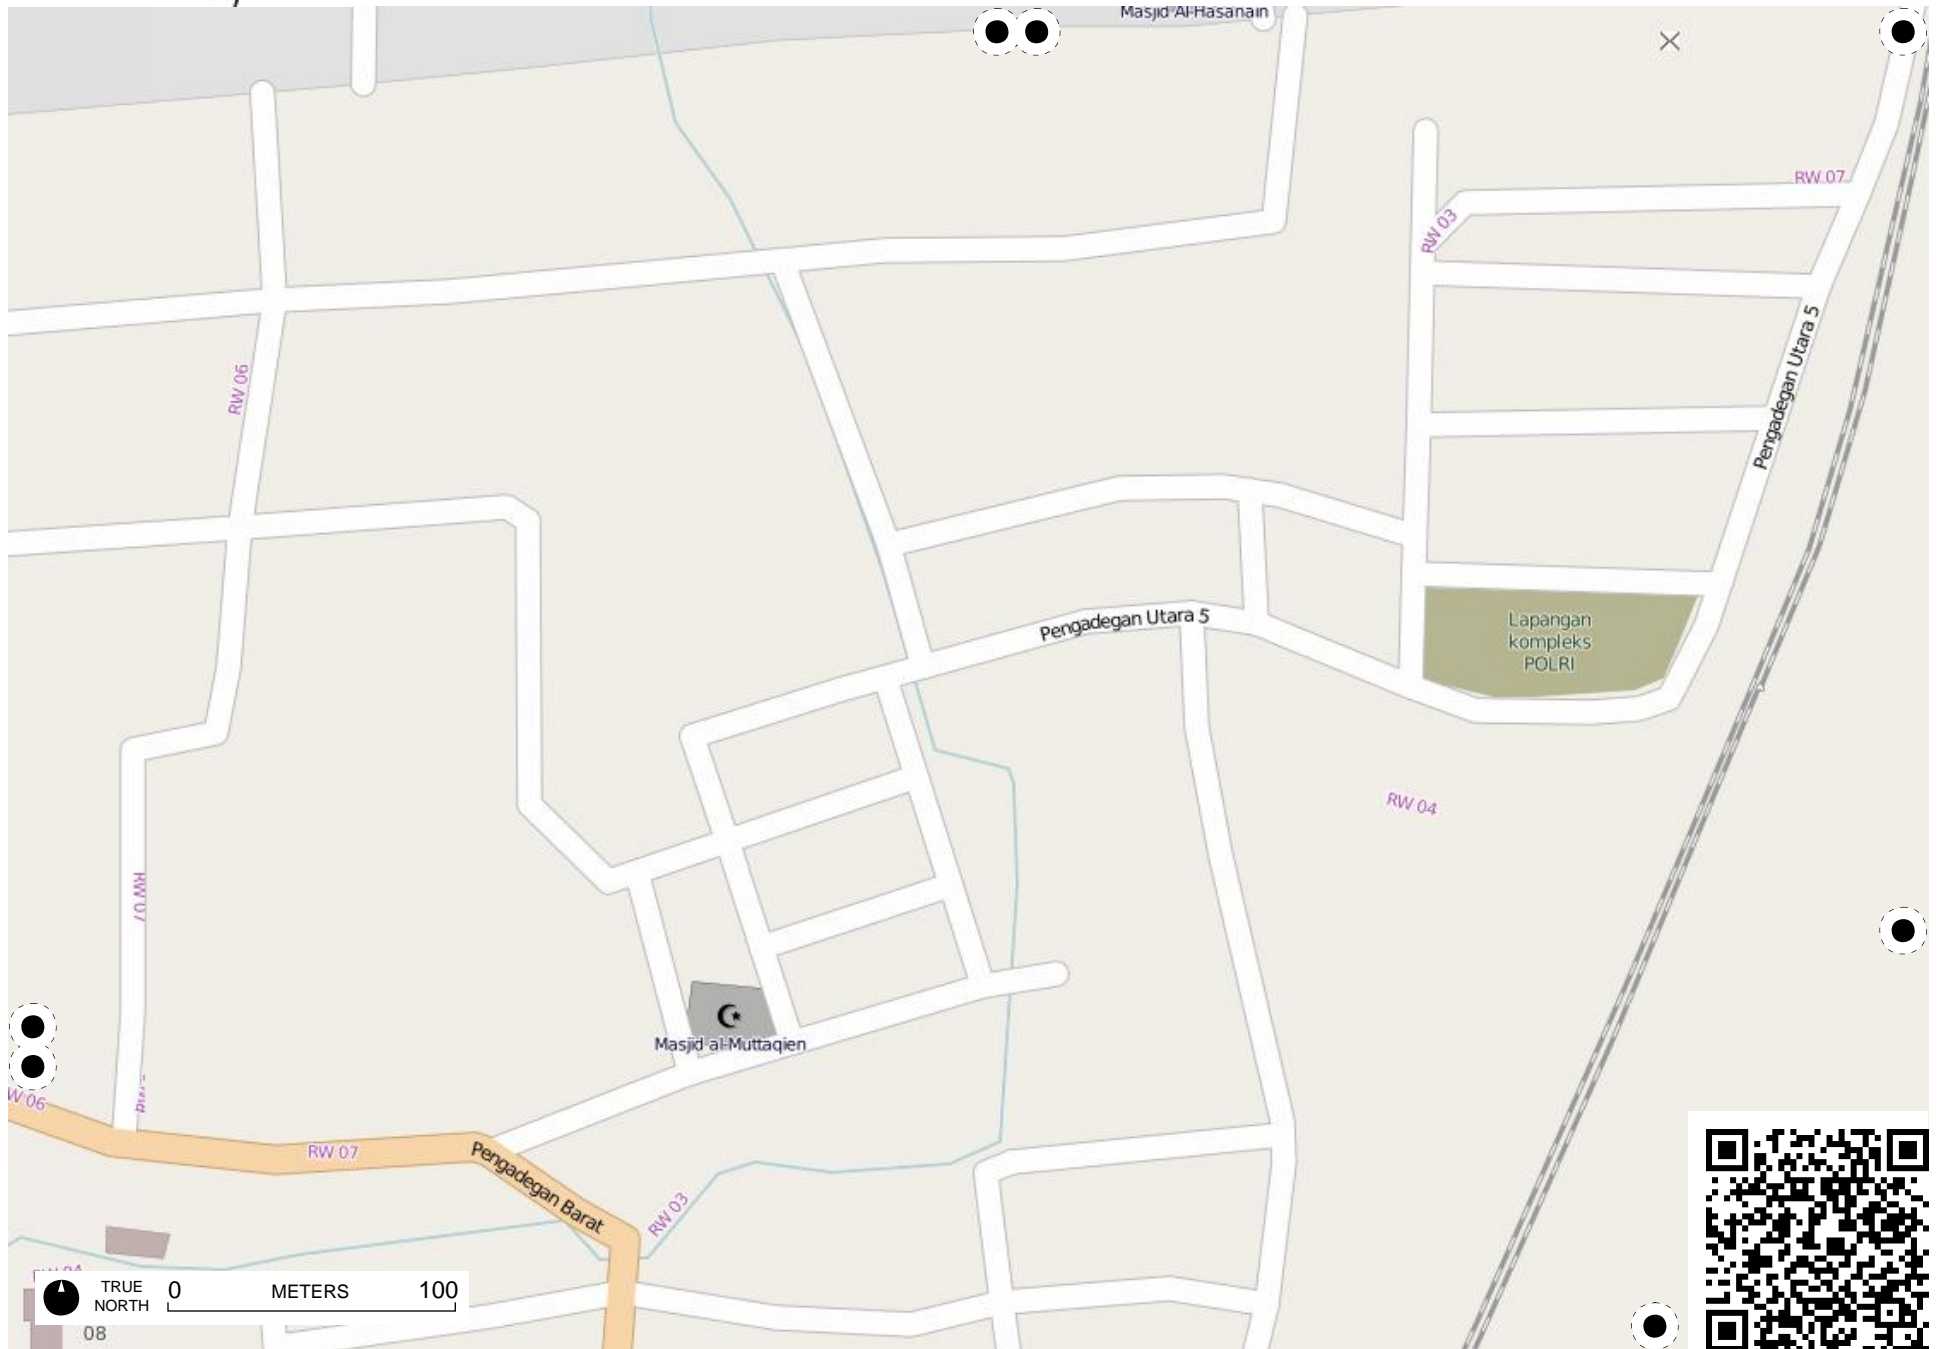 Masjid Al-Hasanain
RW 07
RW 03
Pengadegan Utara 5
RW 06
Pengadegan Utara 5
Lapangan
kompleks
POLRI
RW 04
RW 07
Masjid al-Muttaqien
RW 06
RW 07
Pengadegan Barat
RW 03
TRUE
NORTH
0
METERS
100
08